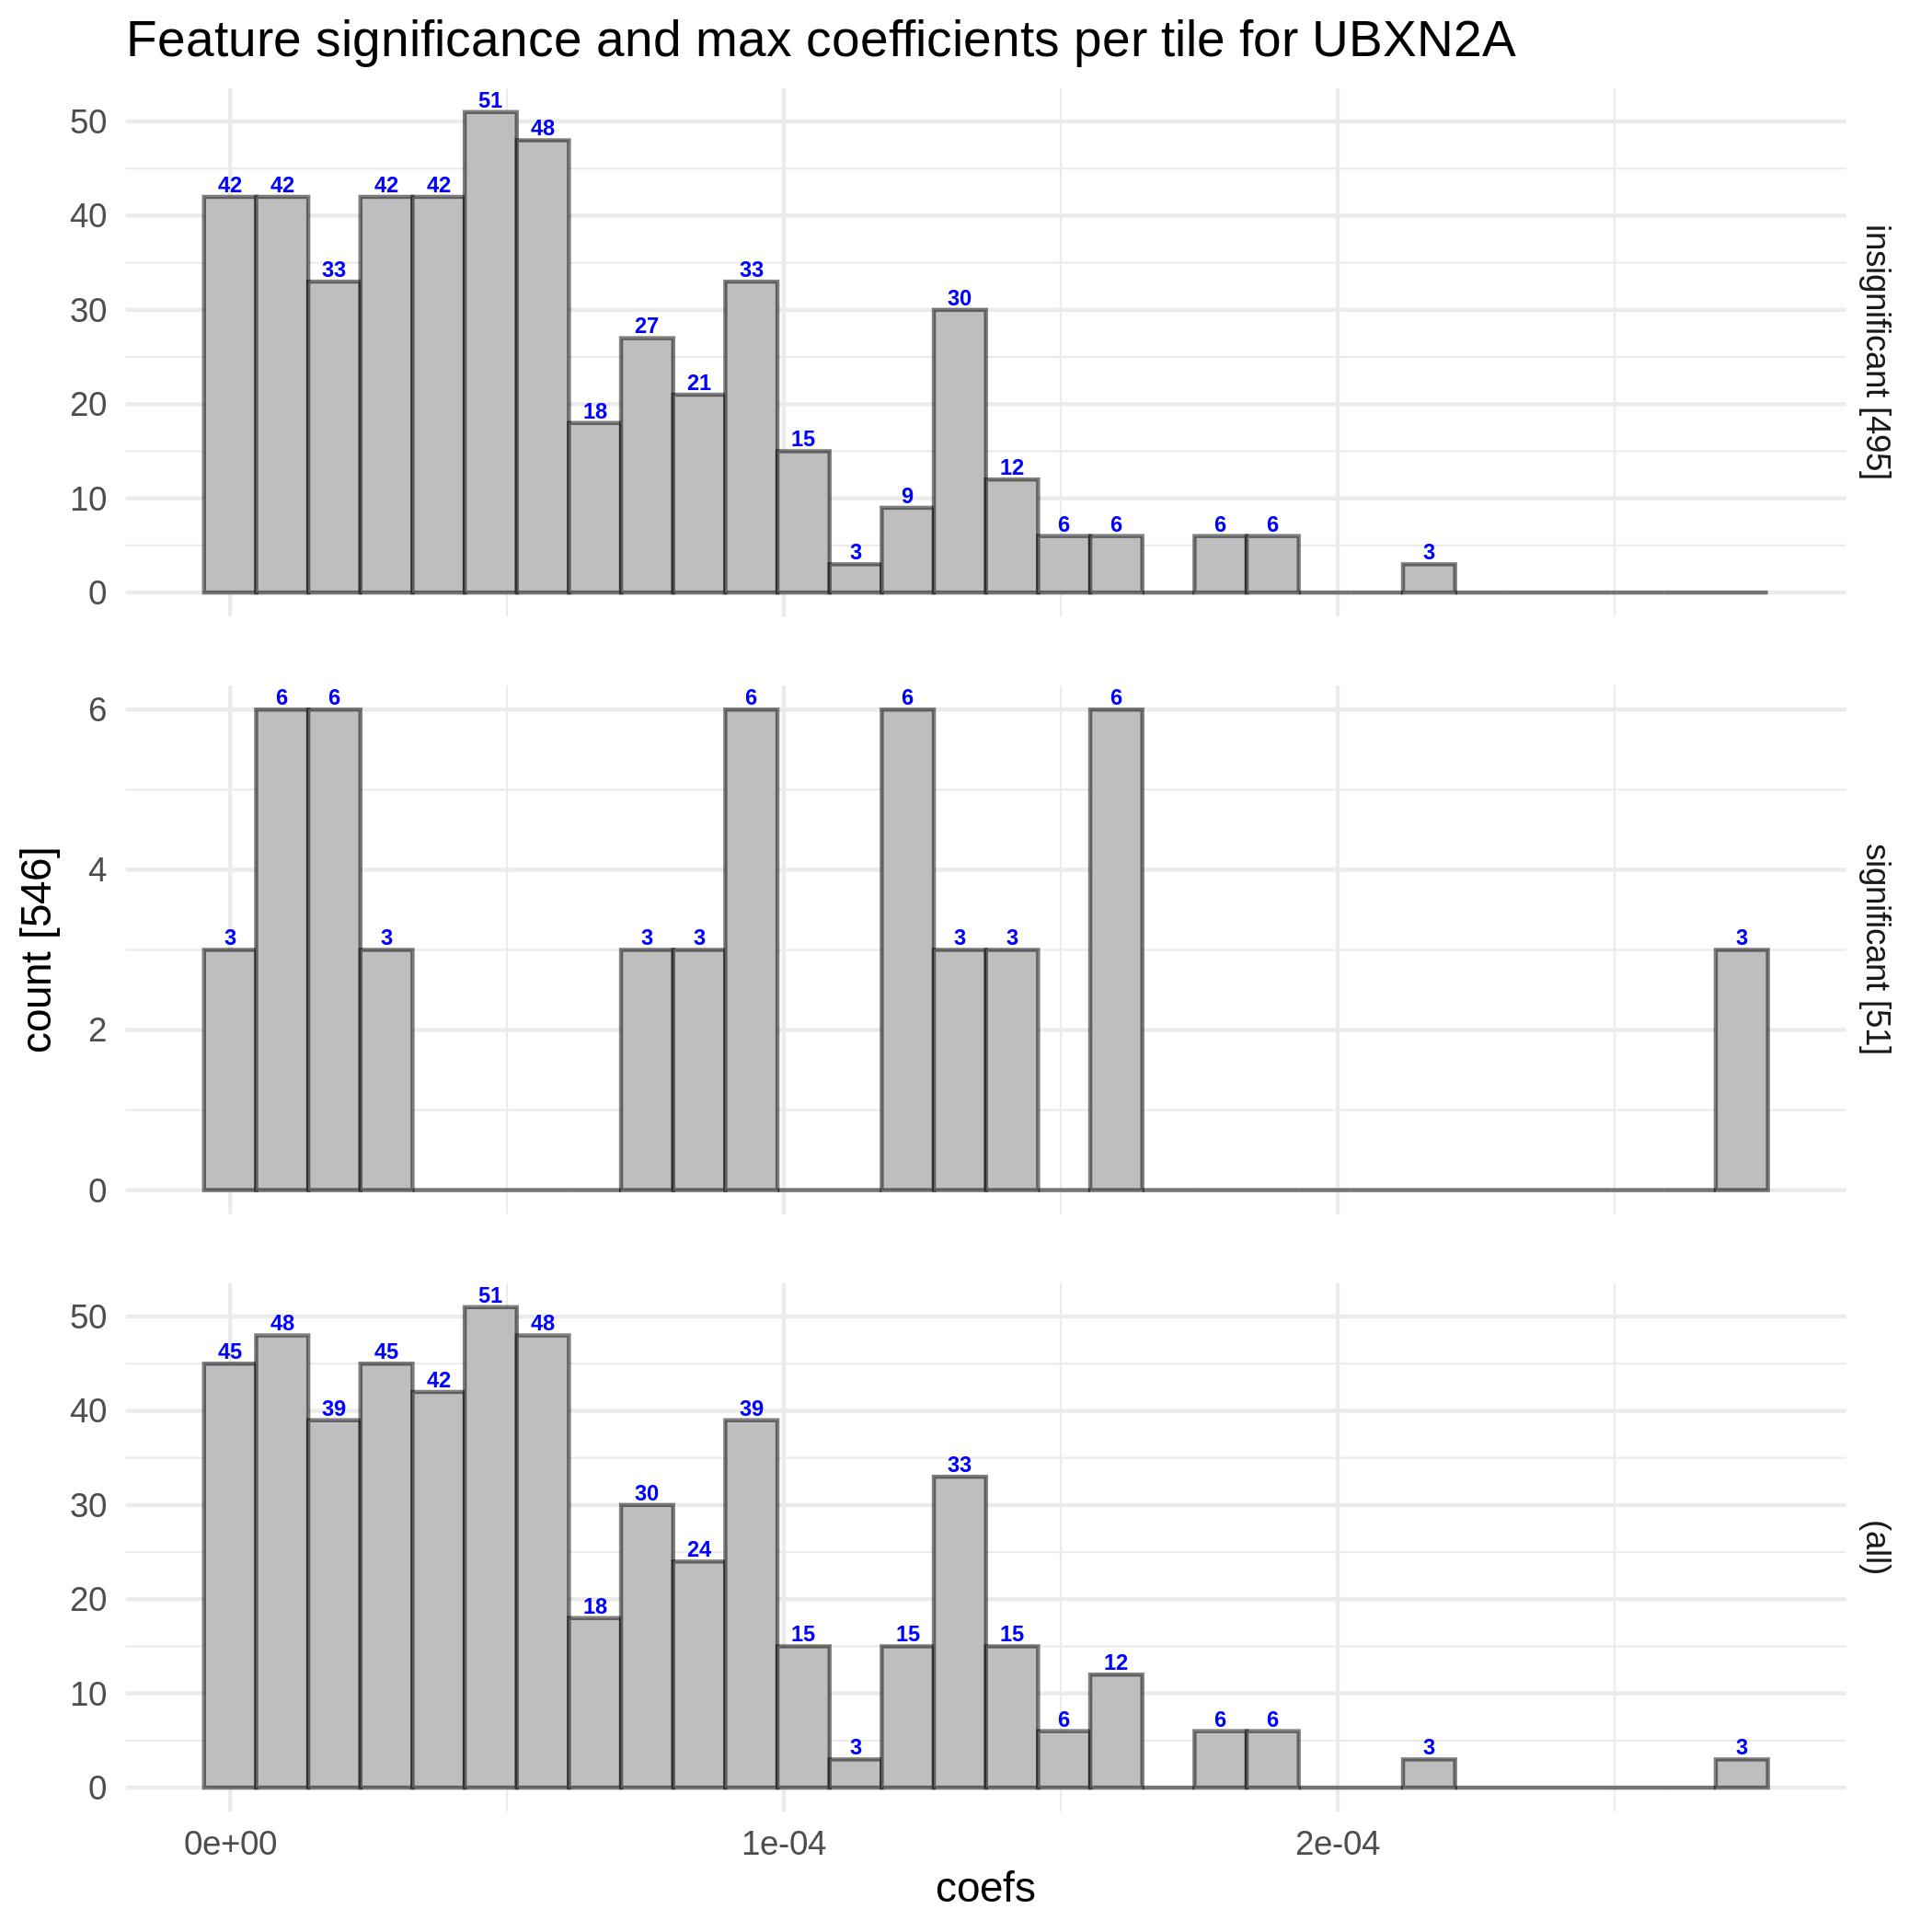 Feature significance and max coefficients per tile for UBXN2A
50
40
30
20
10
0
42 42 33 42 42 51 48 18 27 21 33 15 3 9 30 12 6 6 6 6 3
insignificant [495]
count [546]
6
4
2
0
3 6 6 3 3 3 6 6 3 3 6 3
significant [51]
50
40
30
20
10
0
45 48 39 45 42 51 48 18 30 24 39 15 3 15 33 15 6 12 6 6 3 3
(all)
0e+00 1e-04 2e-04
coefs